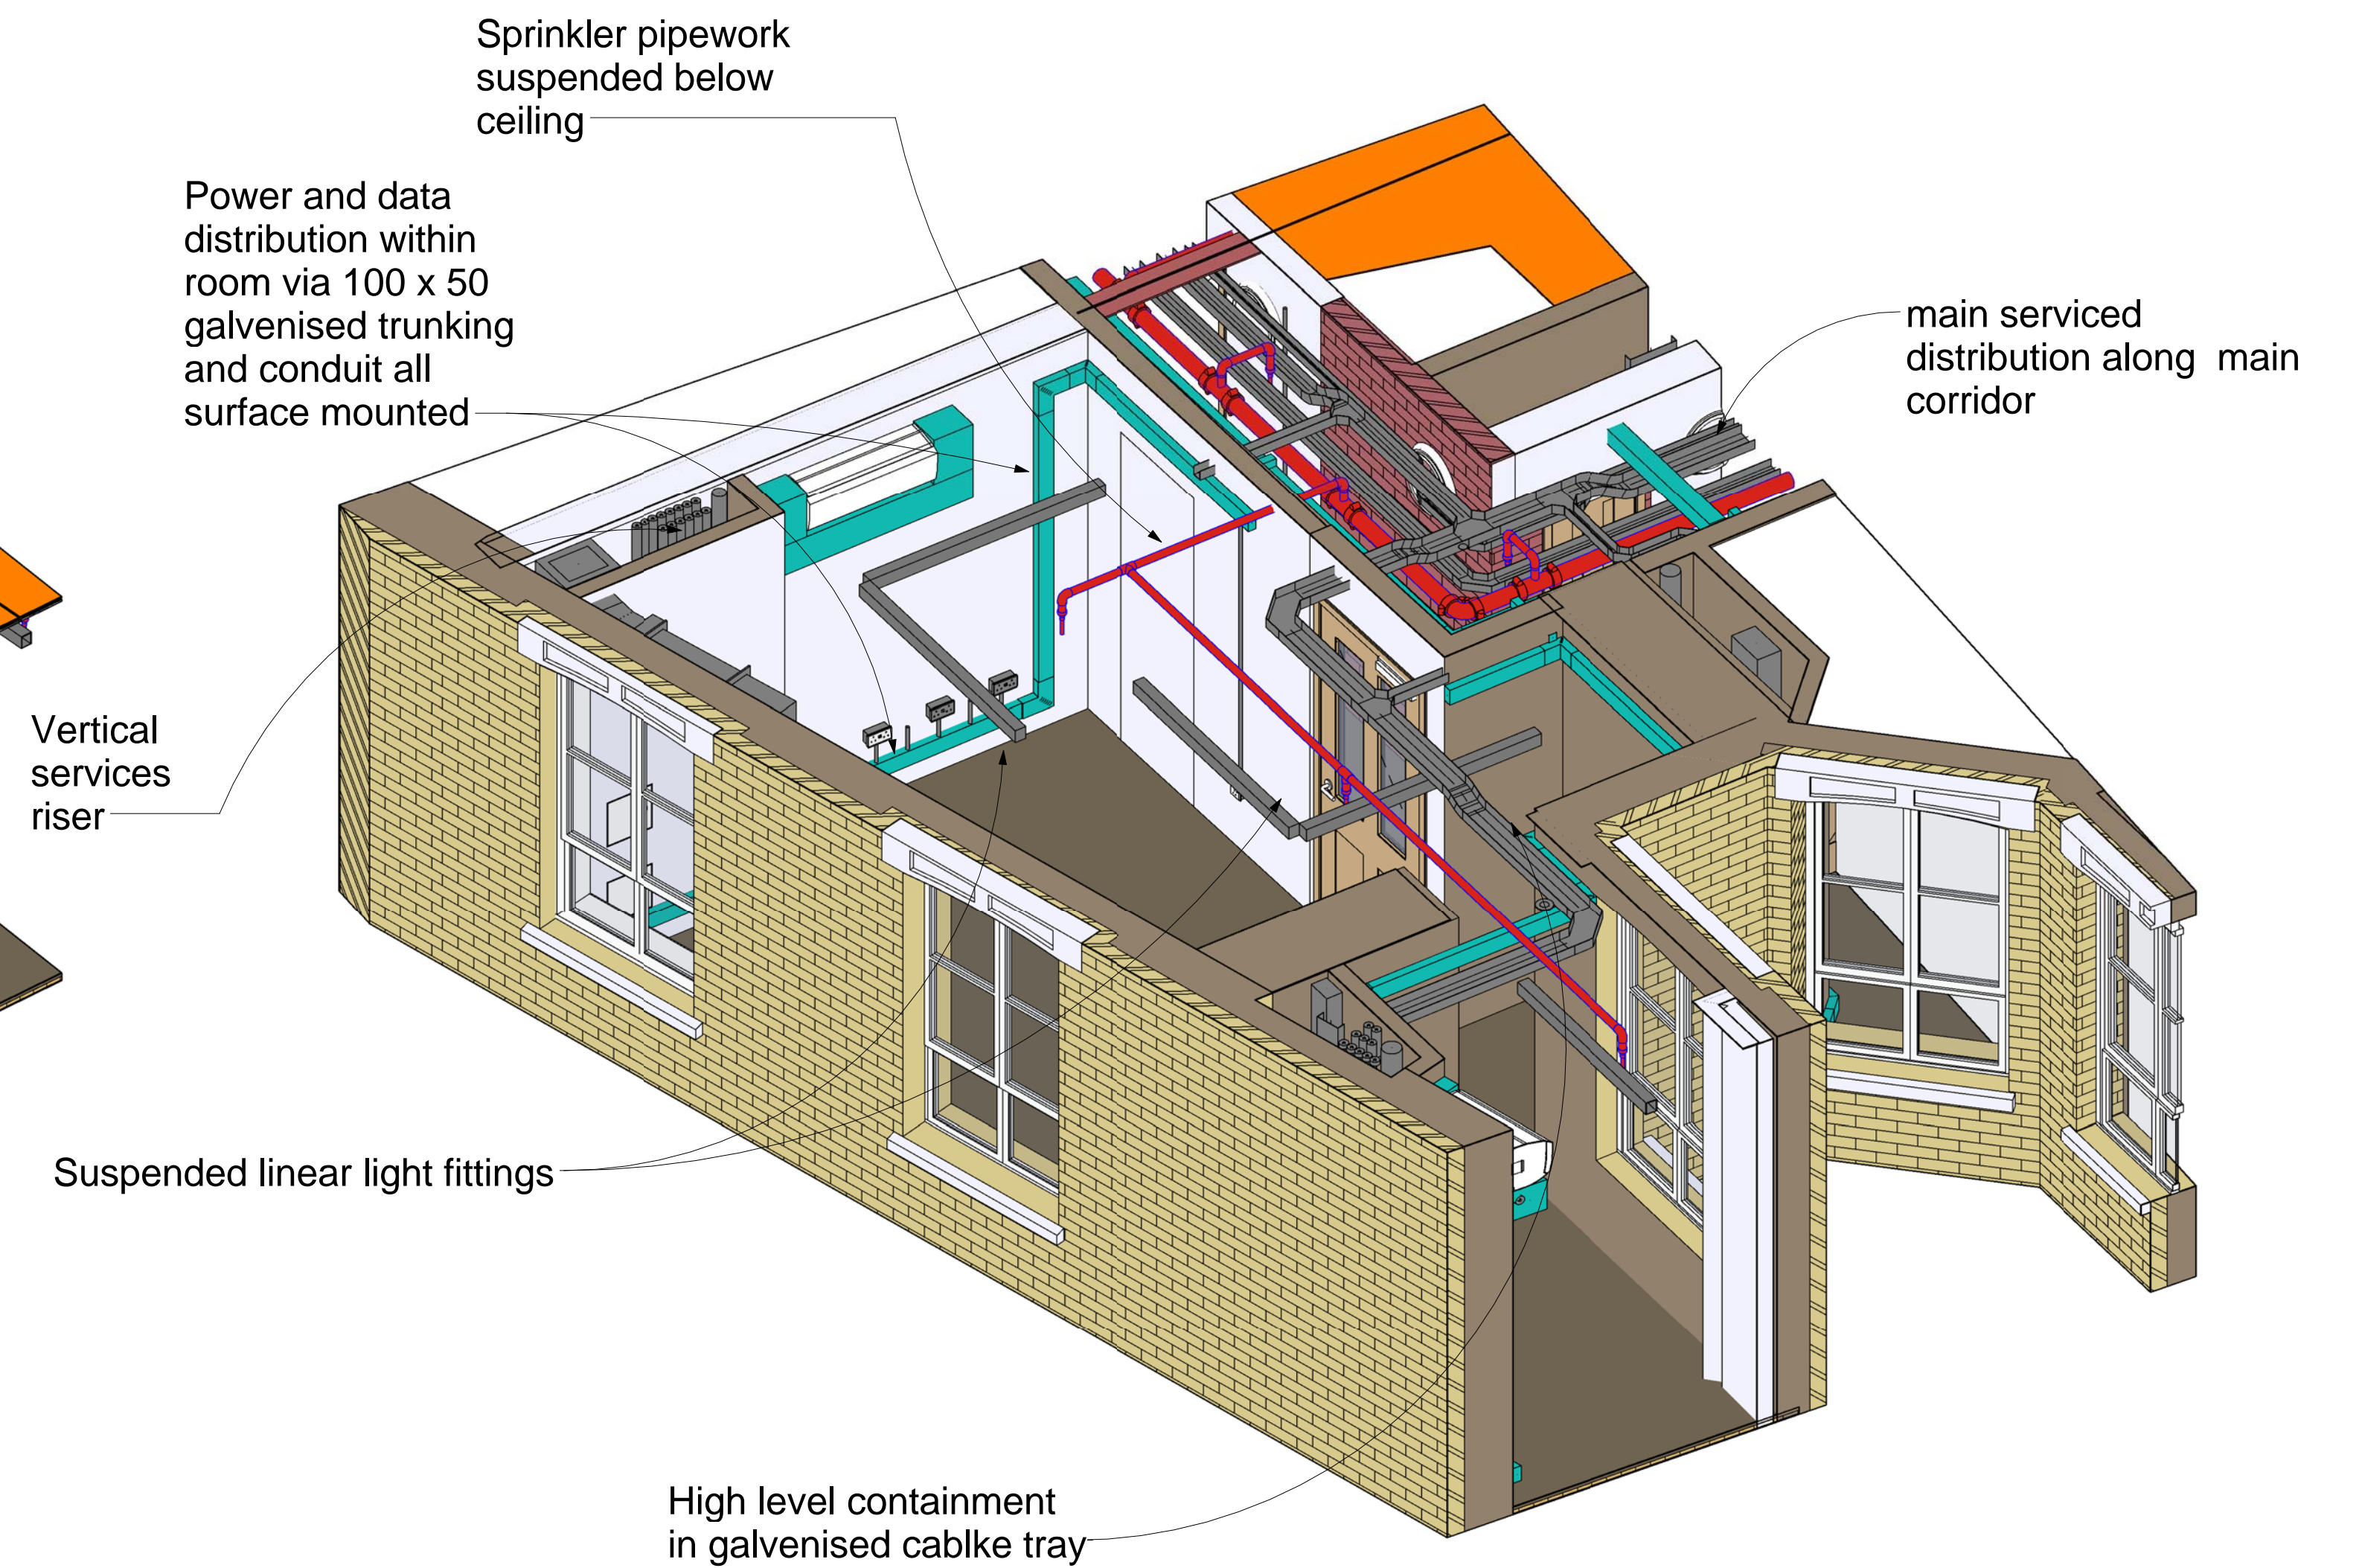 Sprinkler pipework
suspended below
ceiling
Power and data
distribution within
room via 100 x 50
galvenised trunking
and conduit all
surface mounted
main serviced
distribution along  main
corridor
Vertical
services
riser
Suspended linear light fittings
High level containment
in galvenised cablke tray